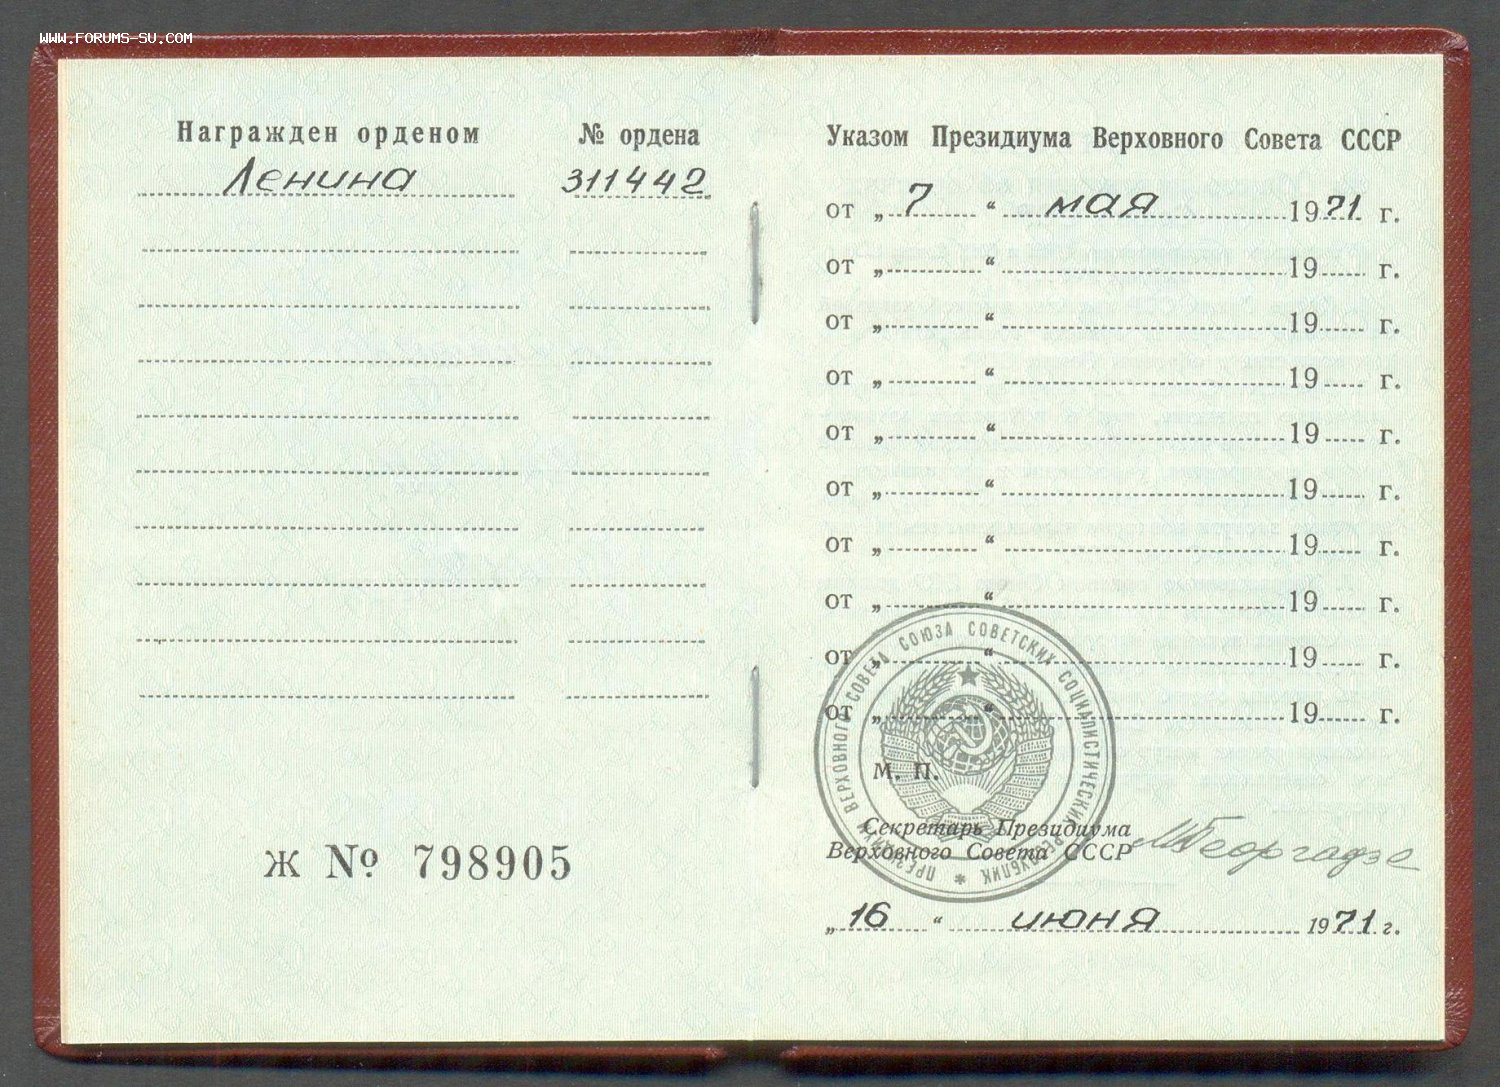 WWW.FORUMS-SU.COM
Награжден орденом № ордена
Ленина 311442
Ж № 798905
Указом Президиума Верховного Совета СССР
от „ 7 “ мая 1971 г.
от „ “ 19 г.
от „ “ 19 г.
от „ “ 19 г.
от „ “ 19 г.
от „ “ 19 г.
от „ “ 19 г.
от „ “ 19 г.
от „ “ 19 г.
от „ “ 19 г.
ПРЕЗИДИУМ ВЕРХОВНОГО СОВЕТА СОЮЗА СОВЕТСКИХ СОЦИАЛИСТИЧЕСКИХ РЕСПУБЛИК *
М. П.
Секретарь Президиума
Верховного Совета СССР МГеоргадзе
„ 16 “ июня 1971 г.